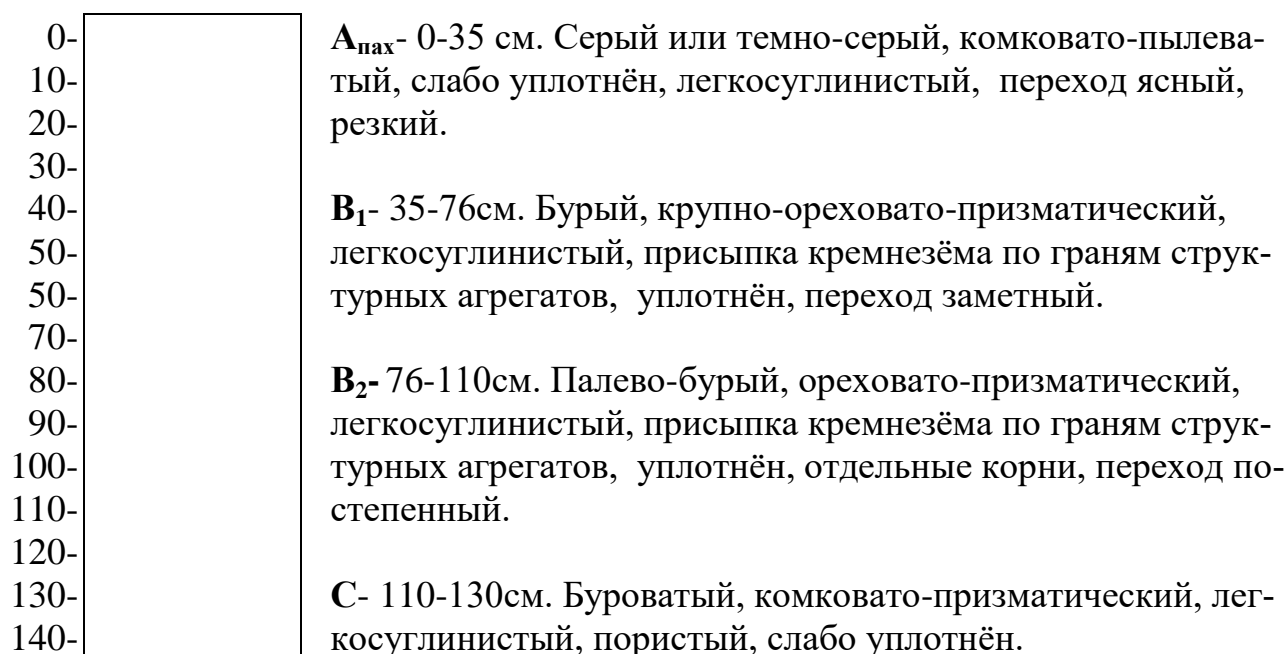 0- Апах- 0-35 см. Серый или темно-серый, комковато-пылева-
10- тый, слабо уплотнён, легкосуглинистый, переход ясный,
20- резкий.
30-
40- В1- 35-76см. Бурый, крупно-ореховато-призматический,
50- легкосуглинистый, присыпка кремнезёма по граням струк-
50- турных агрегатов, уплотнён, переход заметный.
70-
80- В2- 76-110см. Палево-бурый, ореховато-призматический,
90- легкосуглинистый, присыпка кремнезёма по граням струк-
100- турных агрегатов, уплотнён, отдельные корни, переход по-
110- степенный.
120-
130- С- 110-130см. Буроватый, комковато-призматический, лег-
140- косуглинистый, пористый, слабо уплотнён.